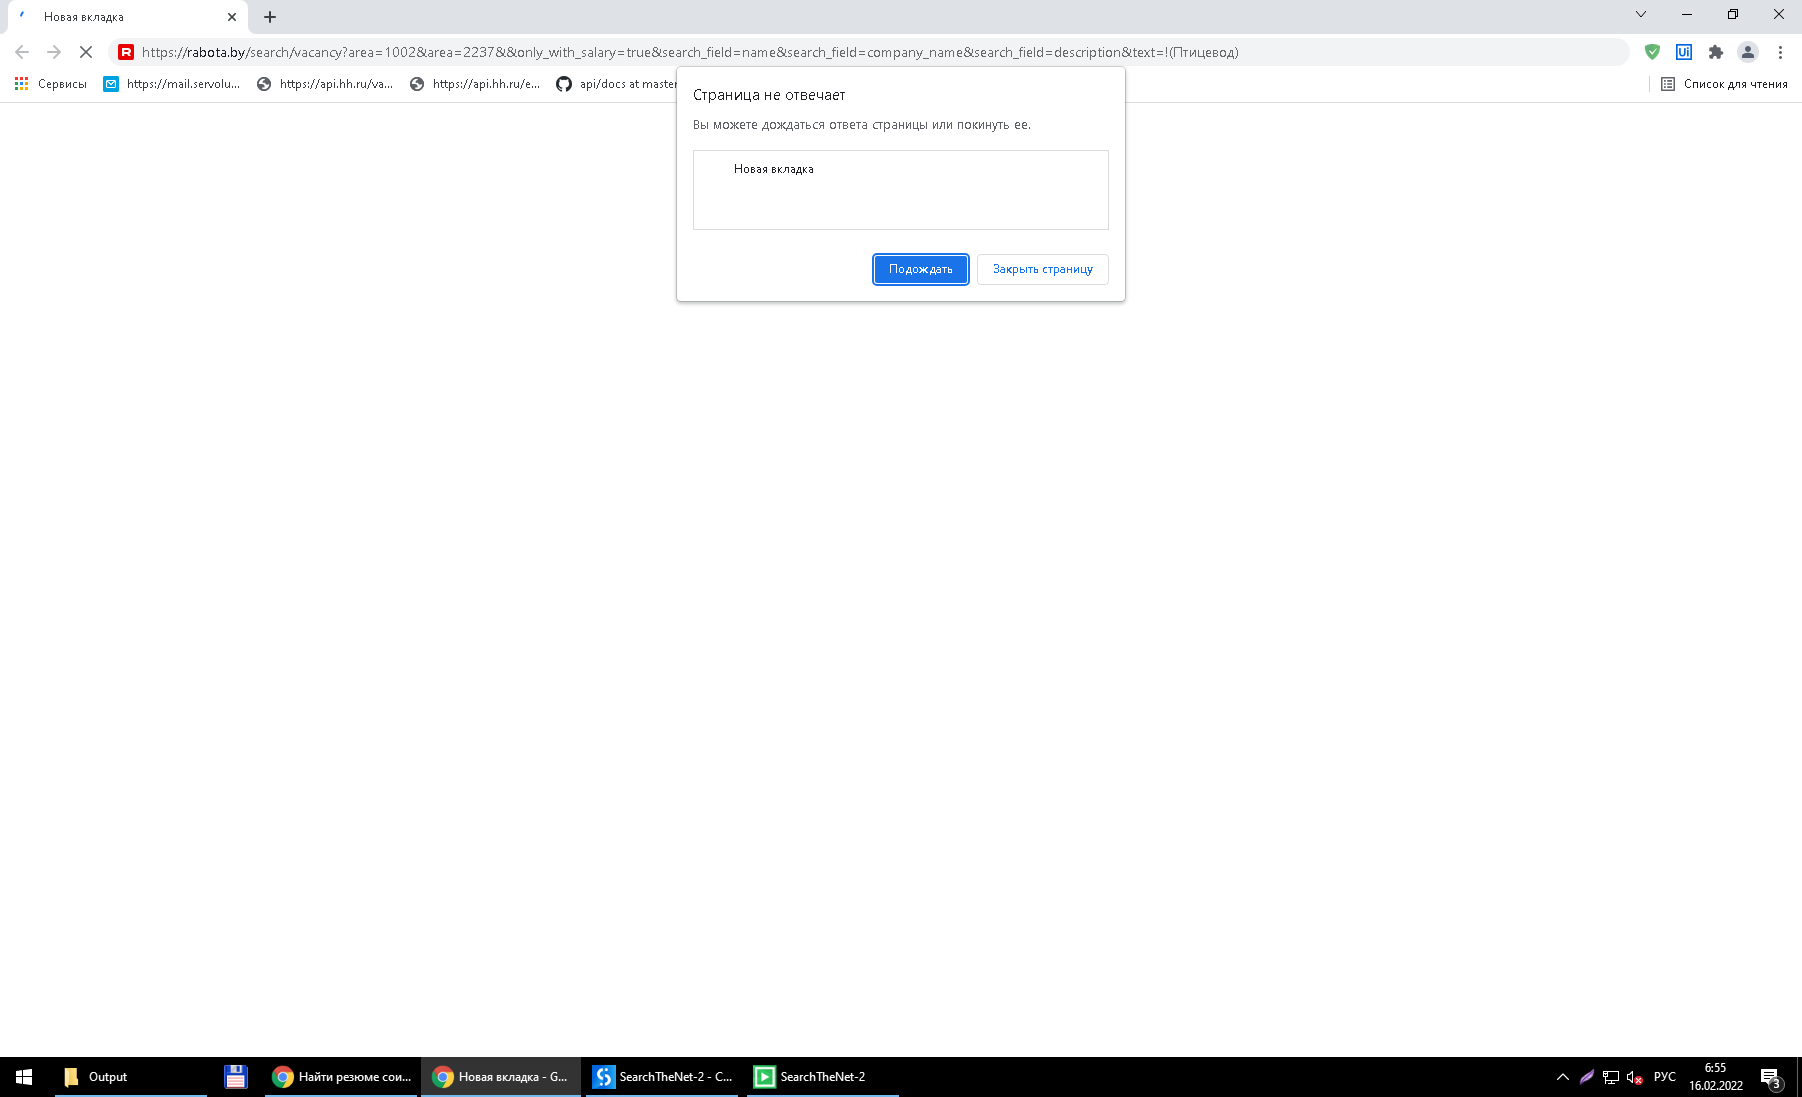 Новая вкладка
https://rabota.by/search/vacancy?area=1002&area=2237&&only_with_salary=true&search_field=name&search_field=company_name&search_field=description&text=!(Птицевод)
Сервисы https://mail.servolu... https://api.hh.ru/va... https://api.hh.ru/e... api/docs at master Список для чтения
Страница не отвечает
Вы можете дождаться ответа страницы или покинуть ее.
Новая вкладка
Подождать Закрыть страницу
Output Найти резюме сои... Новая вкладка - G... SearchTheNet-2 - C... SearchTheNet-2 РУС 6:55
16.02.2022 3